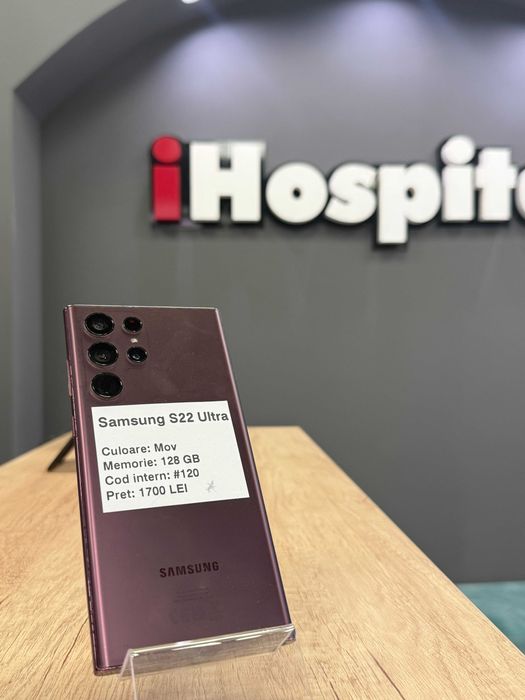 iHospit
Samsung S22 Ultra
Culoare: Mov
Memorie: 128 GB
Cod intern: #120
Pret: 1700 LEI
SAMSUNG